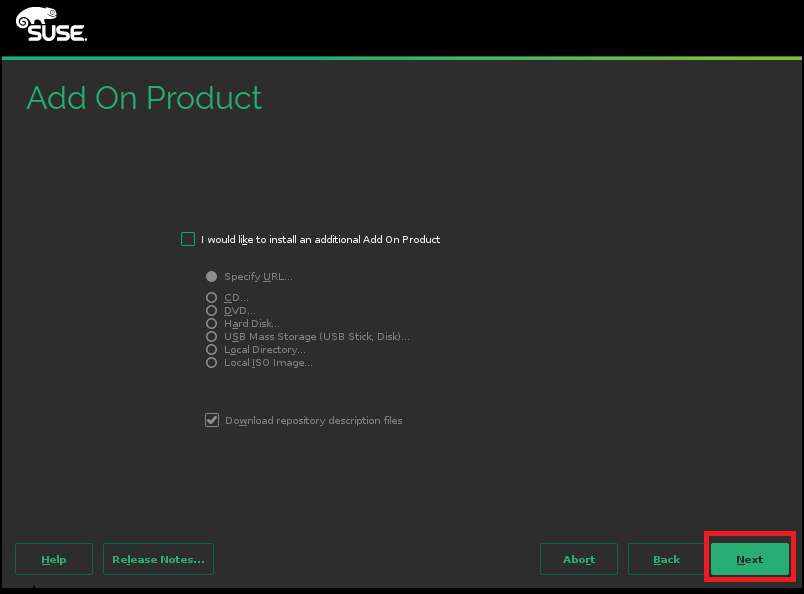 SUSE.
Add On Product
I would like to install an additional Add On Product
Specify URL...
CD...
DVD...
Hard Disk...
USB Mass Storage (USB Stick, Disk)...
Local Directory...
Local ISO Image...
Download repository description files
Help Release Notes... Abort Back Next